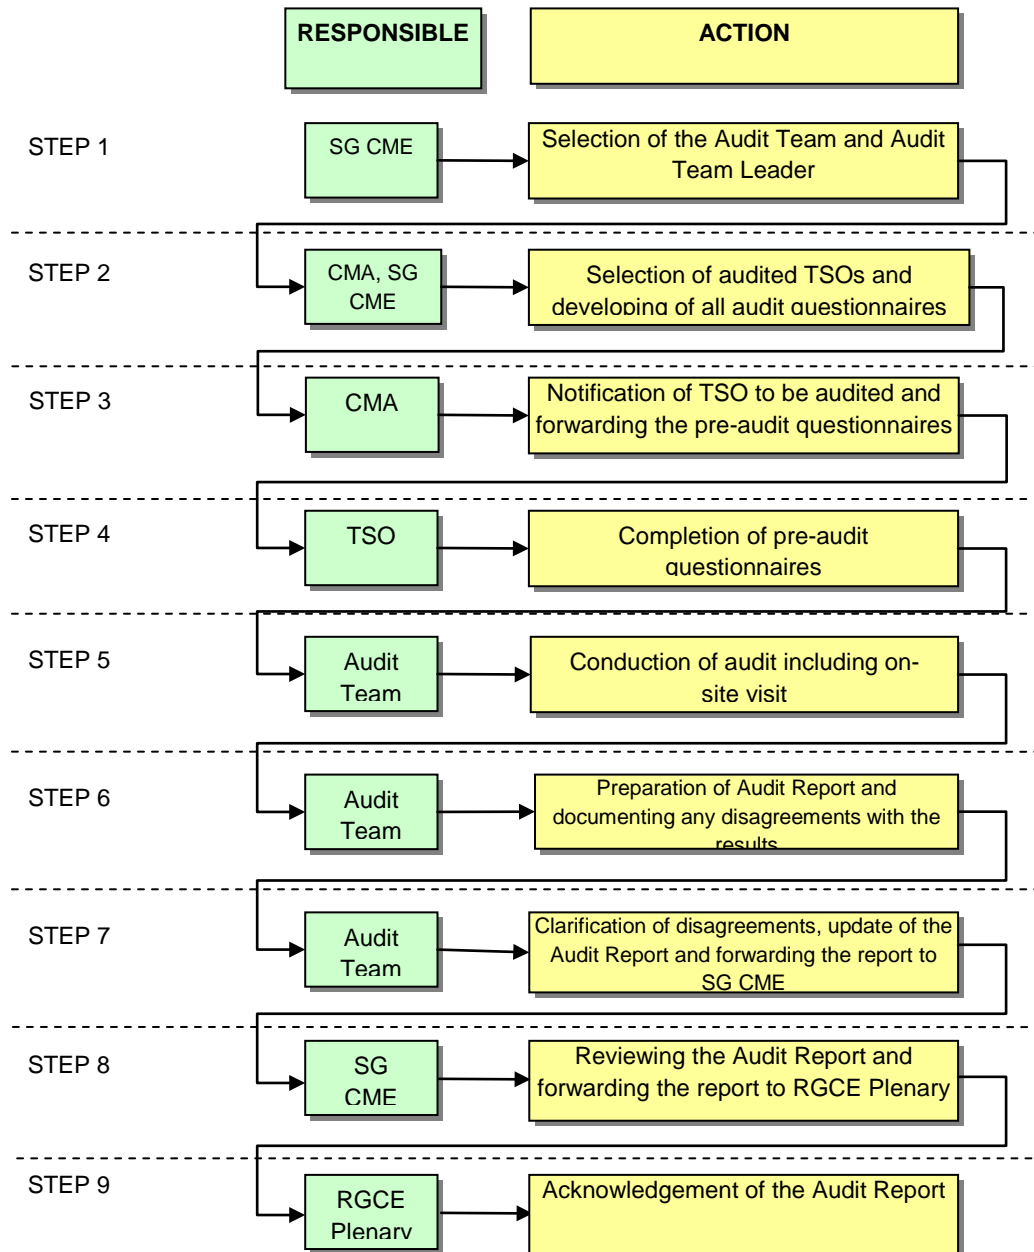 RESPONSIBLE
ACTION
STEP 1
SG CME
Selection of the Audit Team and Audit
Team Leader
STEP 2
CMA, SG
CME
Selection of audited TSOs and
developing of all audit questionnaires
STEP 3
CMA
Notification of TSO to be audited and
forwarding the pre-audit questionnaires
STEP 4
TSO
Completion of pre-audit
questionnaires
STEP 5
Audit
Team
Conduction of audit including on-
site visit
STEP 6
Audit
Team
Preparation of Audit Report and
documenting any disagreements with the
results
STEP 7
Audit
Team
Clarification of disagreements, update of the
Audit Report and forwarding the report to
SG CME
STEP 8
SG
CME
Reviewing the Audit Report and
forwarding the report to RGCE Plenary
STEP 9
RGCE
Plenary
Acknowledgement of the Audit Report